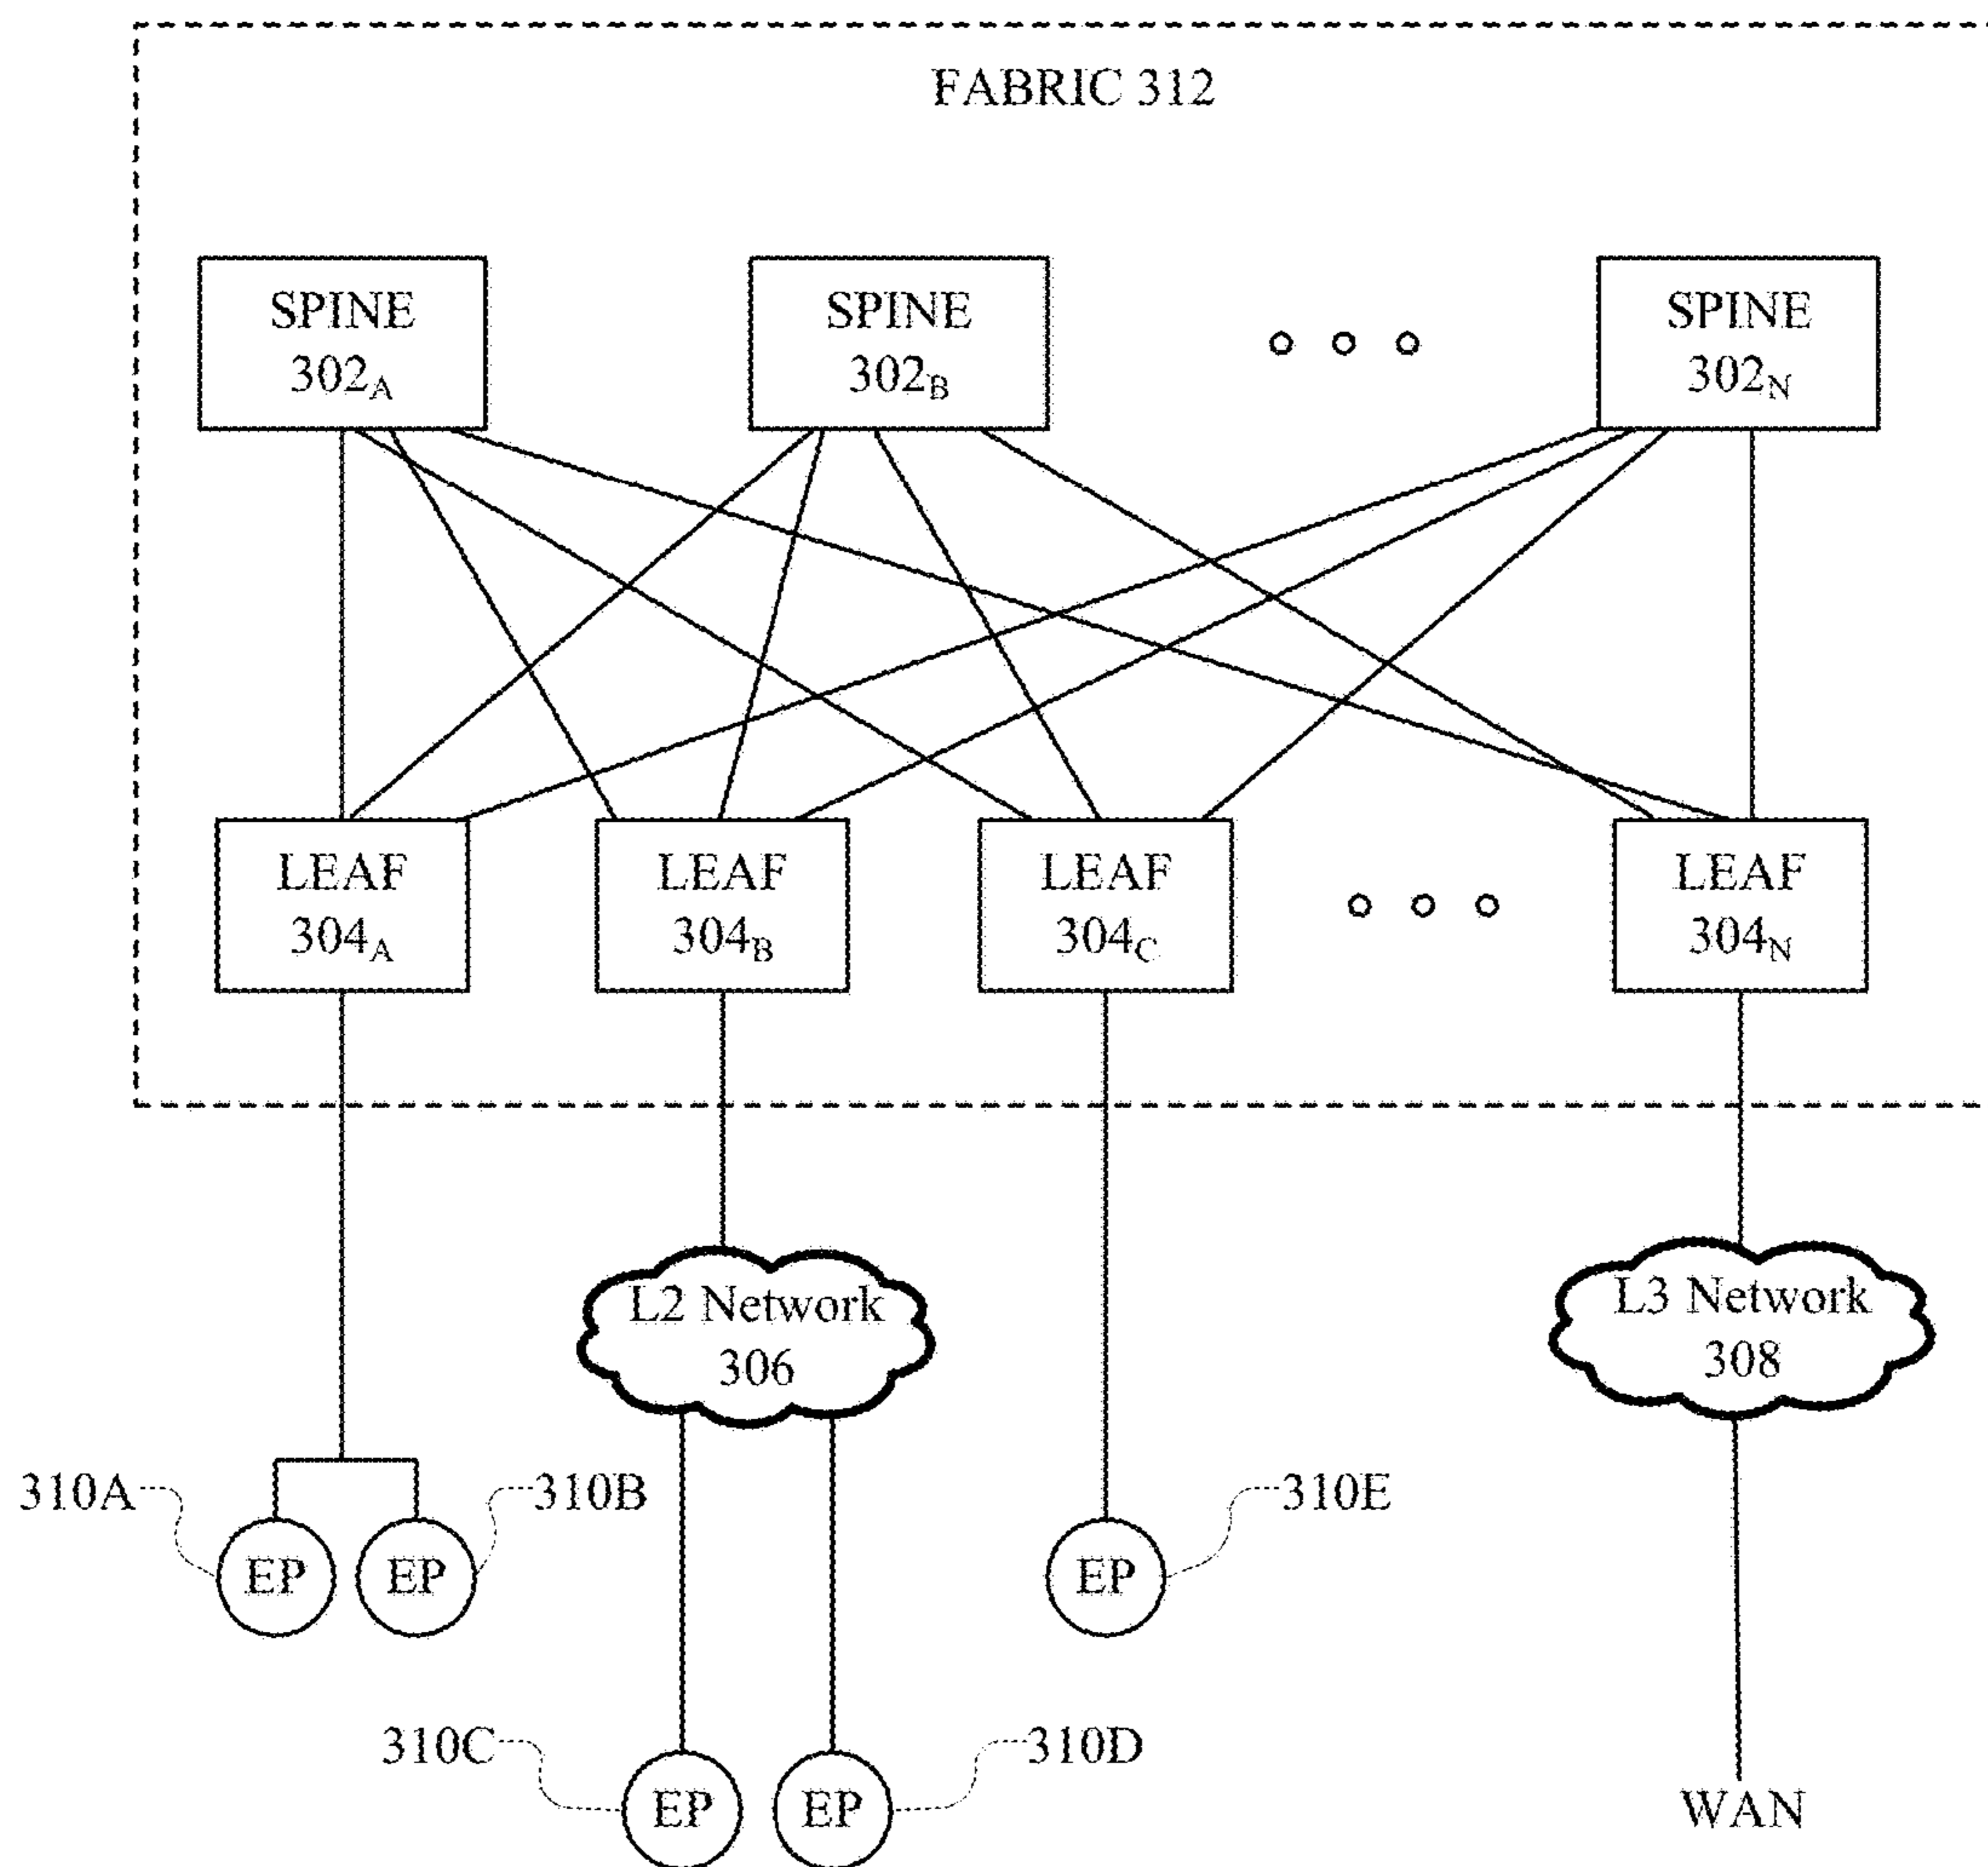 FABRIC 312
SPINE
302A
SPINE
302B
SPINE
302N
LEAF
304A
LEAF
304B
LEAF
304C
LEAF
304N
L2 Network
306
L3 Network
308
310A
310B
310E
EP
EP
EP
310C
310D
EP
EP
WAN